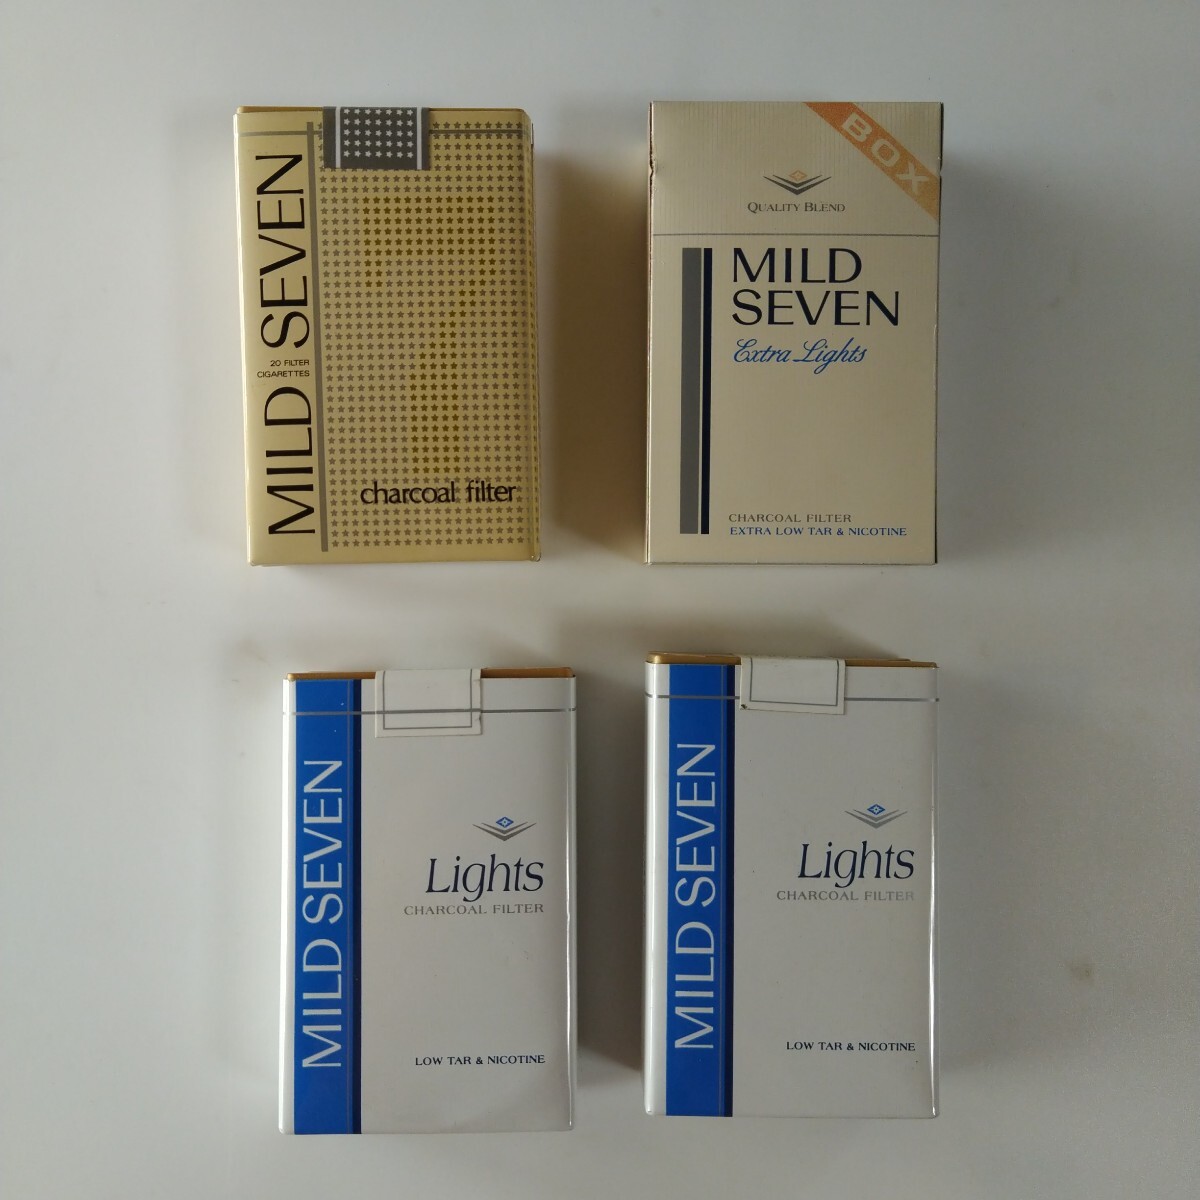 MILD SEVEN
20 FILTER
CIGARETTES
charcoal filter
BOX
QUALITY BLEND
MILD
SEVEN
Extra Lights
CHARCOAL FILTER
EXTRA LOW TAR & NICOTINE
MILD SEVEN
Lights
CHARCOAL FILTER
LOW TAR & NICOTINE
MILD SEVEN
Lights
CHARCOAL FILTER
LOW TAR & NICOTINE